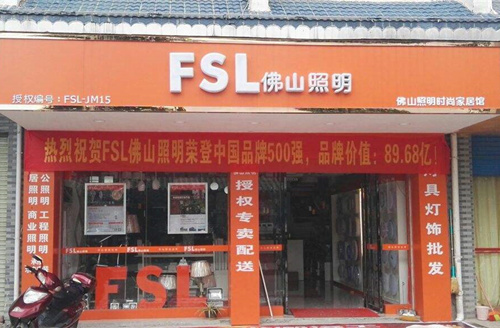 FSL佛山照明
授权编号:FSL-JM15
佛山照明时尚家居馆
热烈祝贺FSL佛山照明荣登中国品牌500强,品牌价值:89.68亿!
居家照明 商业照明
公共照明 工程照明
授权专卖配送
灯具灯饰批发
FSL
FSL
FSL
FSL